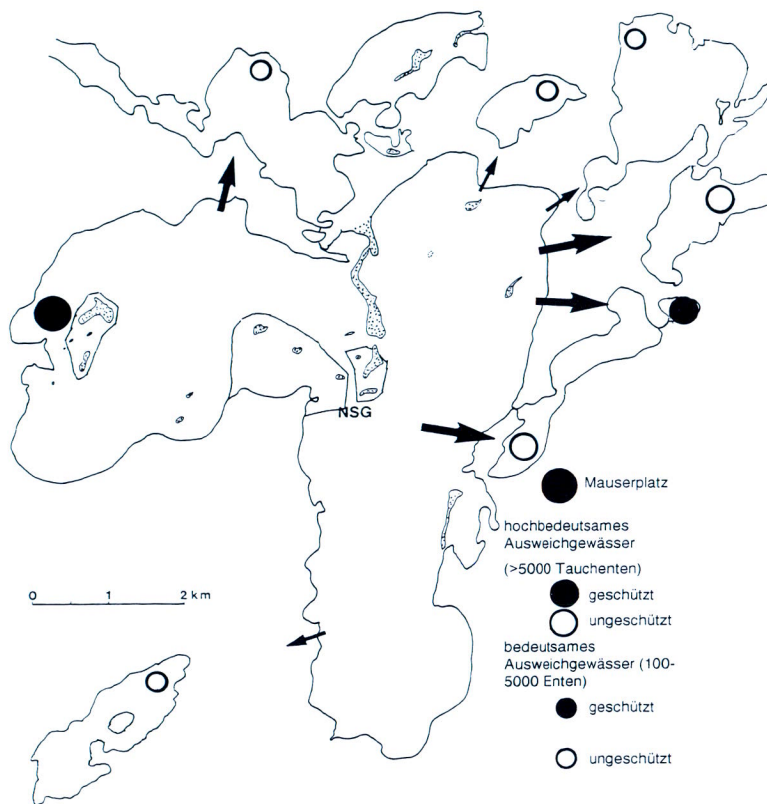 NSG
Mauserplatz
hochbedeutsames
Ausweichgewässer
(>5000 Tauchenten)
geschützt
ungeschützt
bedeutsames
Ausweichgewässer (100-
5000 Enten)
geschützt
ungeschützt
0 1 2 km